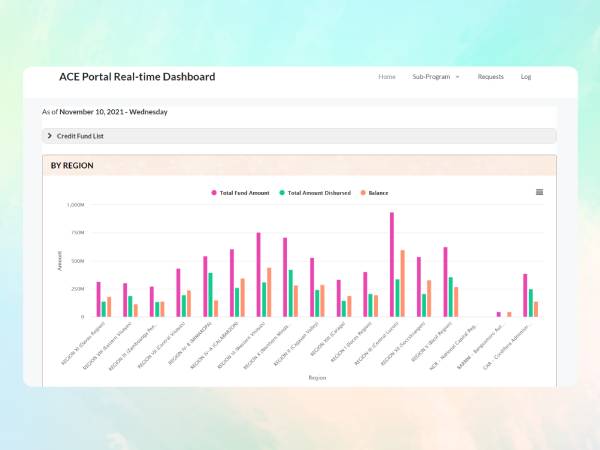 ACE Portal Real-time Dashboard
Home Sub-Program Requests Log
As of November 10, 2021 - Wednesday
Credit Fund List
BY REGION
Total Fund Amount Total Amount Disbursed Balance
1,000M
750M
500M
250M
0
Amount
REGION XI (Davao Region)
REGION VIII (Eastern Visayas)
REGION IX (Zamboanga Pen...
REGION VII (Central Visayas)
REGION IV-B (MIMAROPA)
REGION IV-A (CALABARZON)
REGION VI (Western Visayas)
REGION X (Northern Minda...
REGION II (Cagayan Valley)
REGION XIII (Caraga)
REGION I (Ilocos Region)
REGION III (Central Luzon)
REGION XII (Soccsksargen)
REGION V (Bicol Region)
NCR - National Capital Reg...
BARMM - Bangsamoro Aut...
CAR - Cordillera Administr...
Region